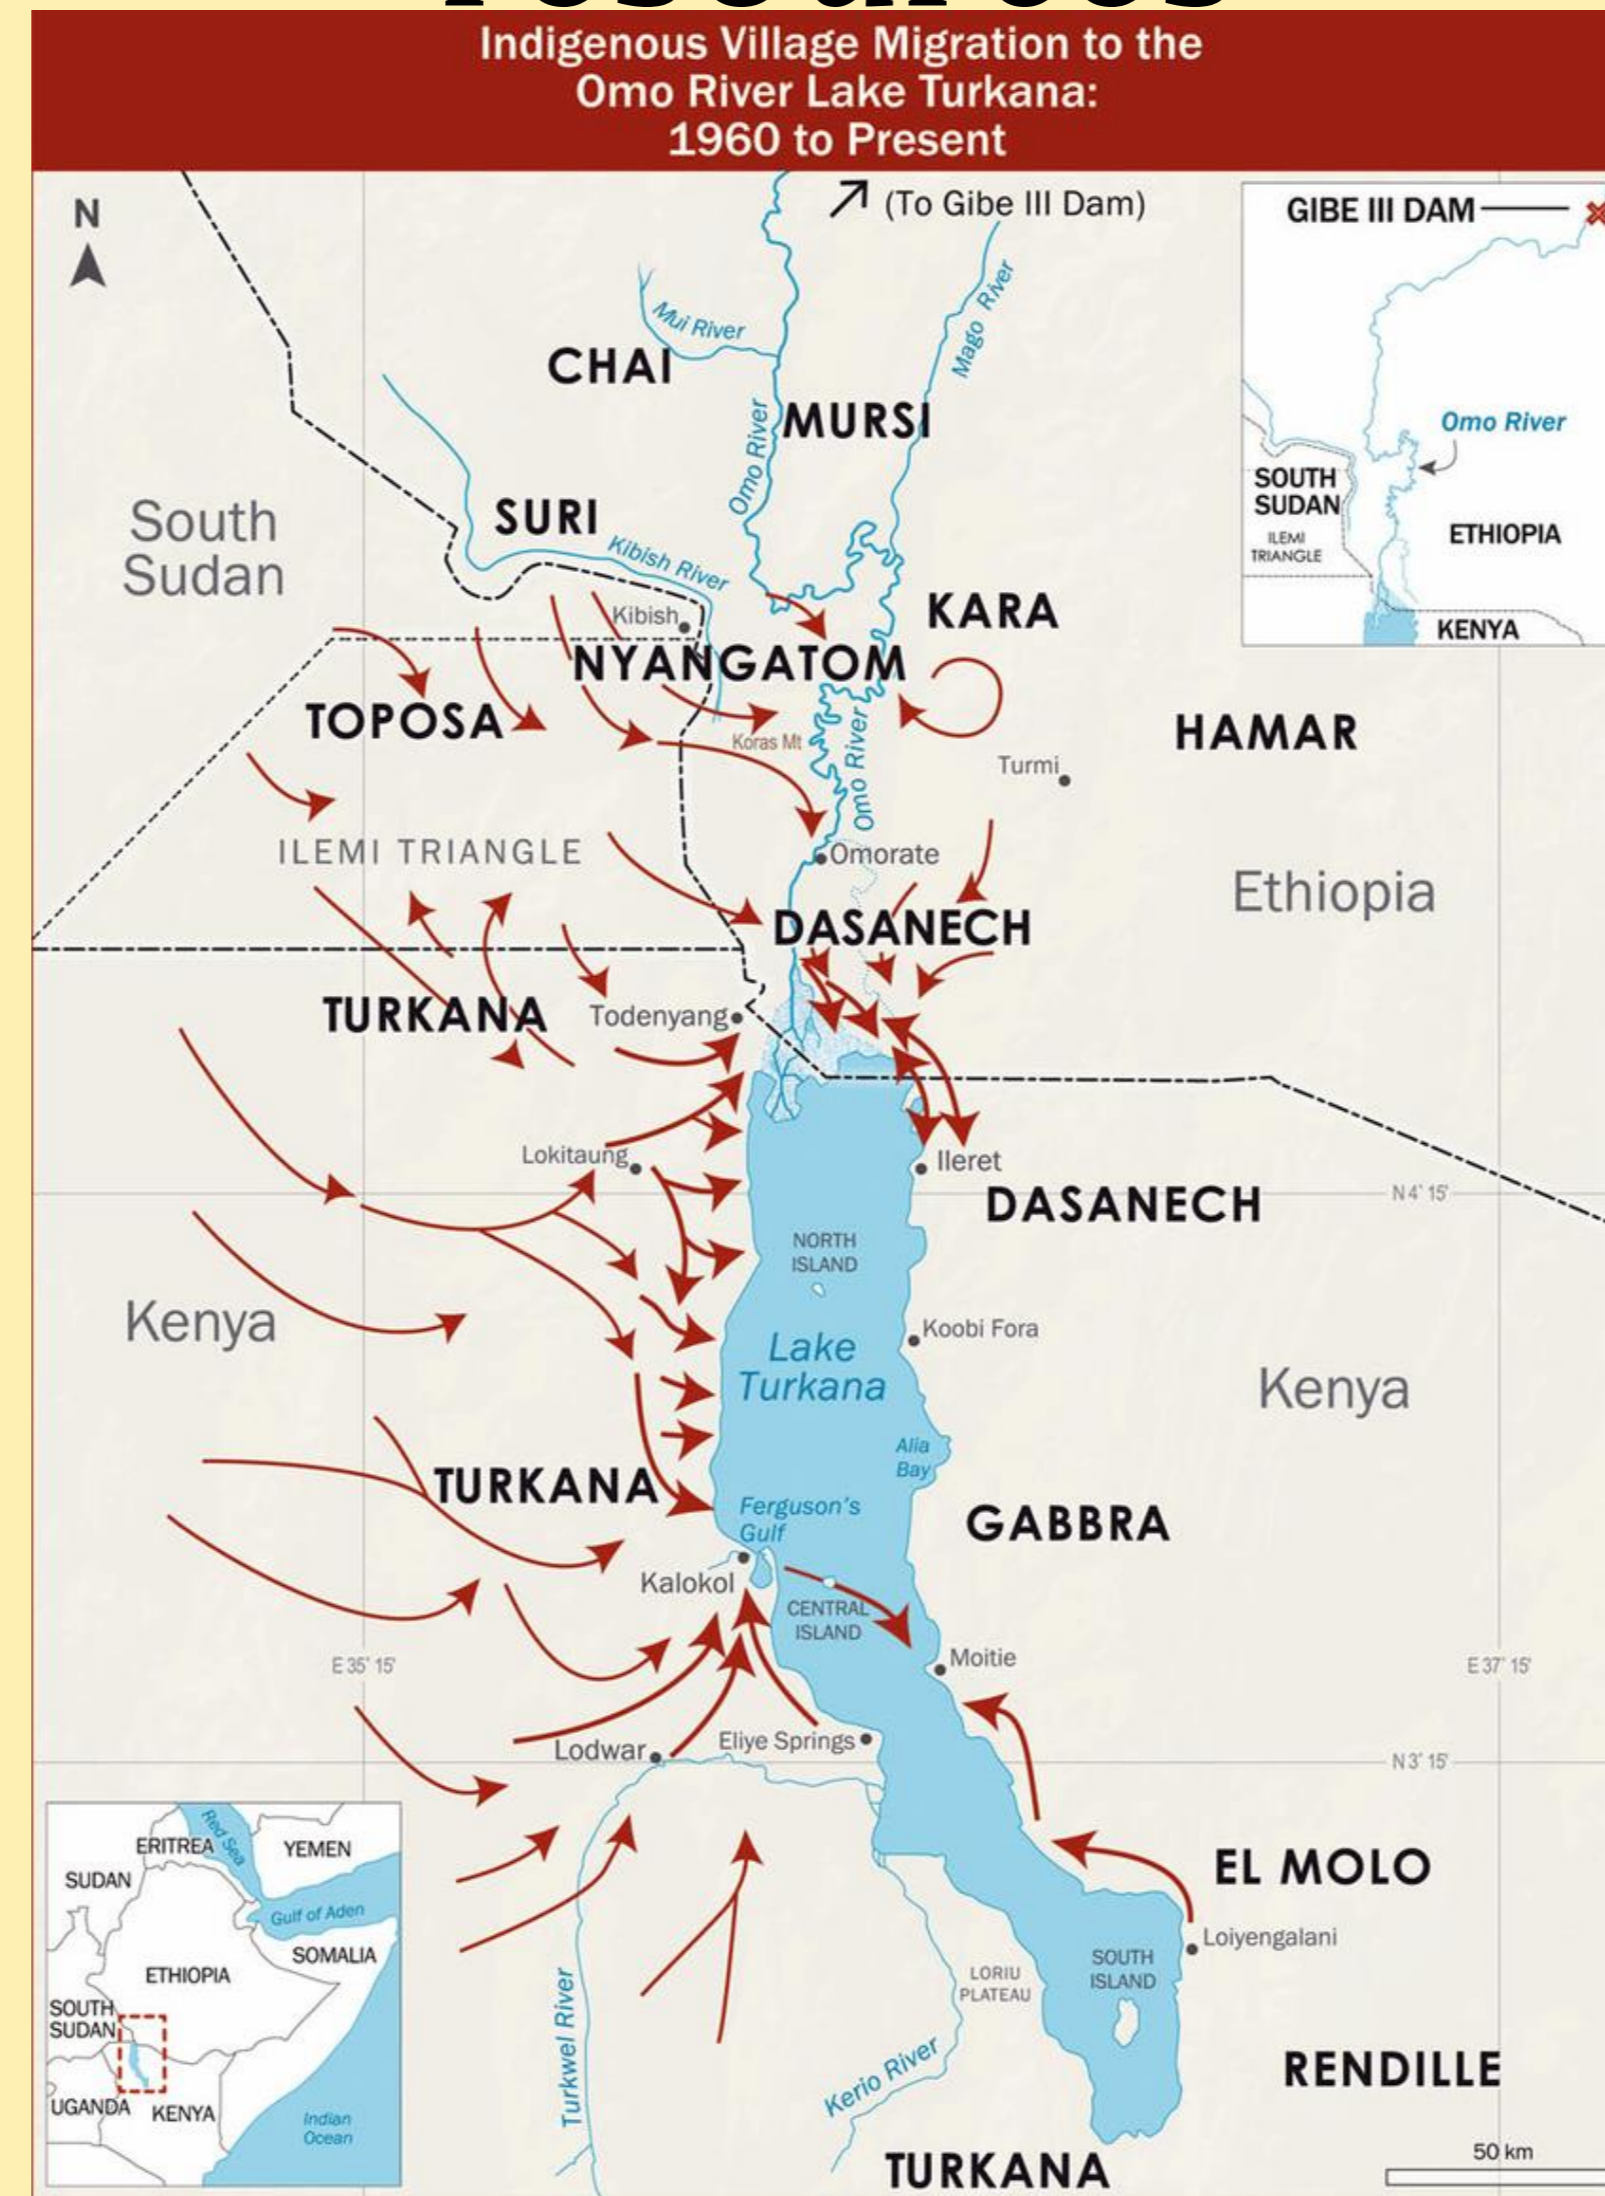 resources
Indigenous Village Migration to the
Omo River Lake Turkana:
1960 to Present
N
(To Gibe III Dam)
GIBE III DAM
Omo River
SOUTH
SUDAN
ILEMI
TRIANGLE
ETHIOPIA
KENYA
Mui River
Mago River
CHAI
MURSI
Omo River
South
Sudan
SURI
Kibish River
Kibish
KARA
NYANGATOM
TOPOSA
HAMAR
Koras Mt
Omo River
Turmi
ILEMI TRIANGLE
Omorate
Ethiopia
DASANECH
TURKANA
Todenyang
Lokitaung
Ileret
N 4° 15'
DASANECH
NORTH
ISLAND
Kenya
Koobi Fora
Lake
Turkana
Kenya
Alia
Bay
TURKANA
Ferguson's
Gulf
GABBRA
Kalokol
CENTRAL
ISLAND
E 35° 15'
Moitie
E 37° 15'
Lodwar
Eliye Springs
N 3° 15'
EL MOLO
Loiyengalani
SOUTH
ISLAND
LORIU
PLATEAU
Turkwel River
Kerio River
RENDILLE
TURKANA
50 km
ERITREA
Red Sea
YEMEN
SUDAN
Gulf of Aden
SOMALIA
ETHIOPIA
SOUTH
SUDAN
UGANDA
KENYA
Indian
Ocean